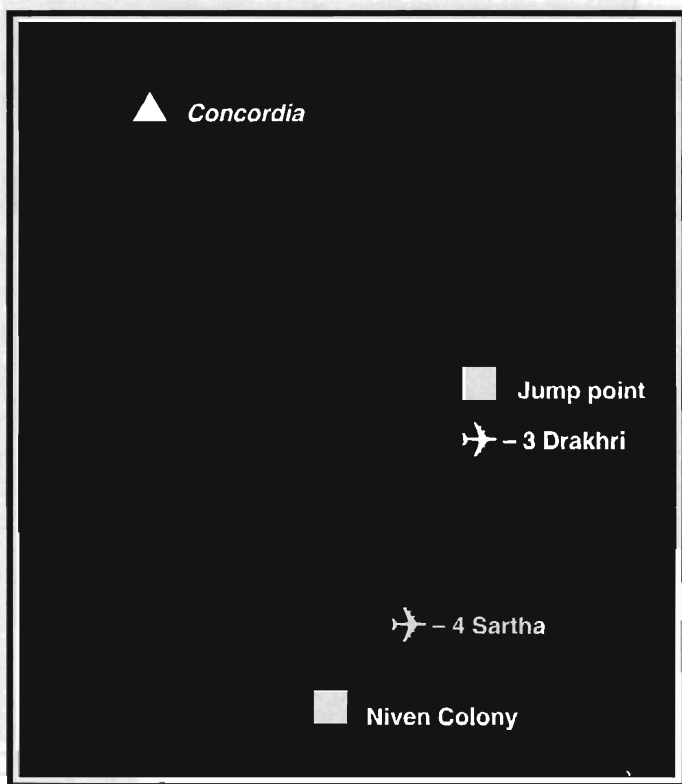 Concordia
Jump point
– 3 Drakhri
– 4 Sartha
Niven Colony